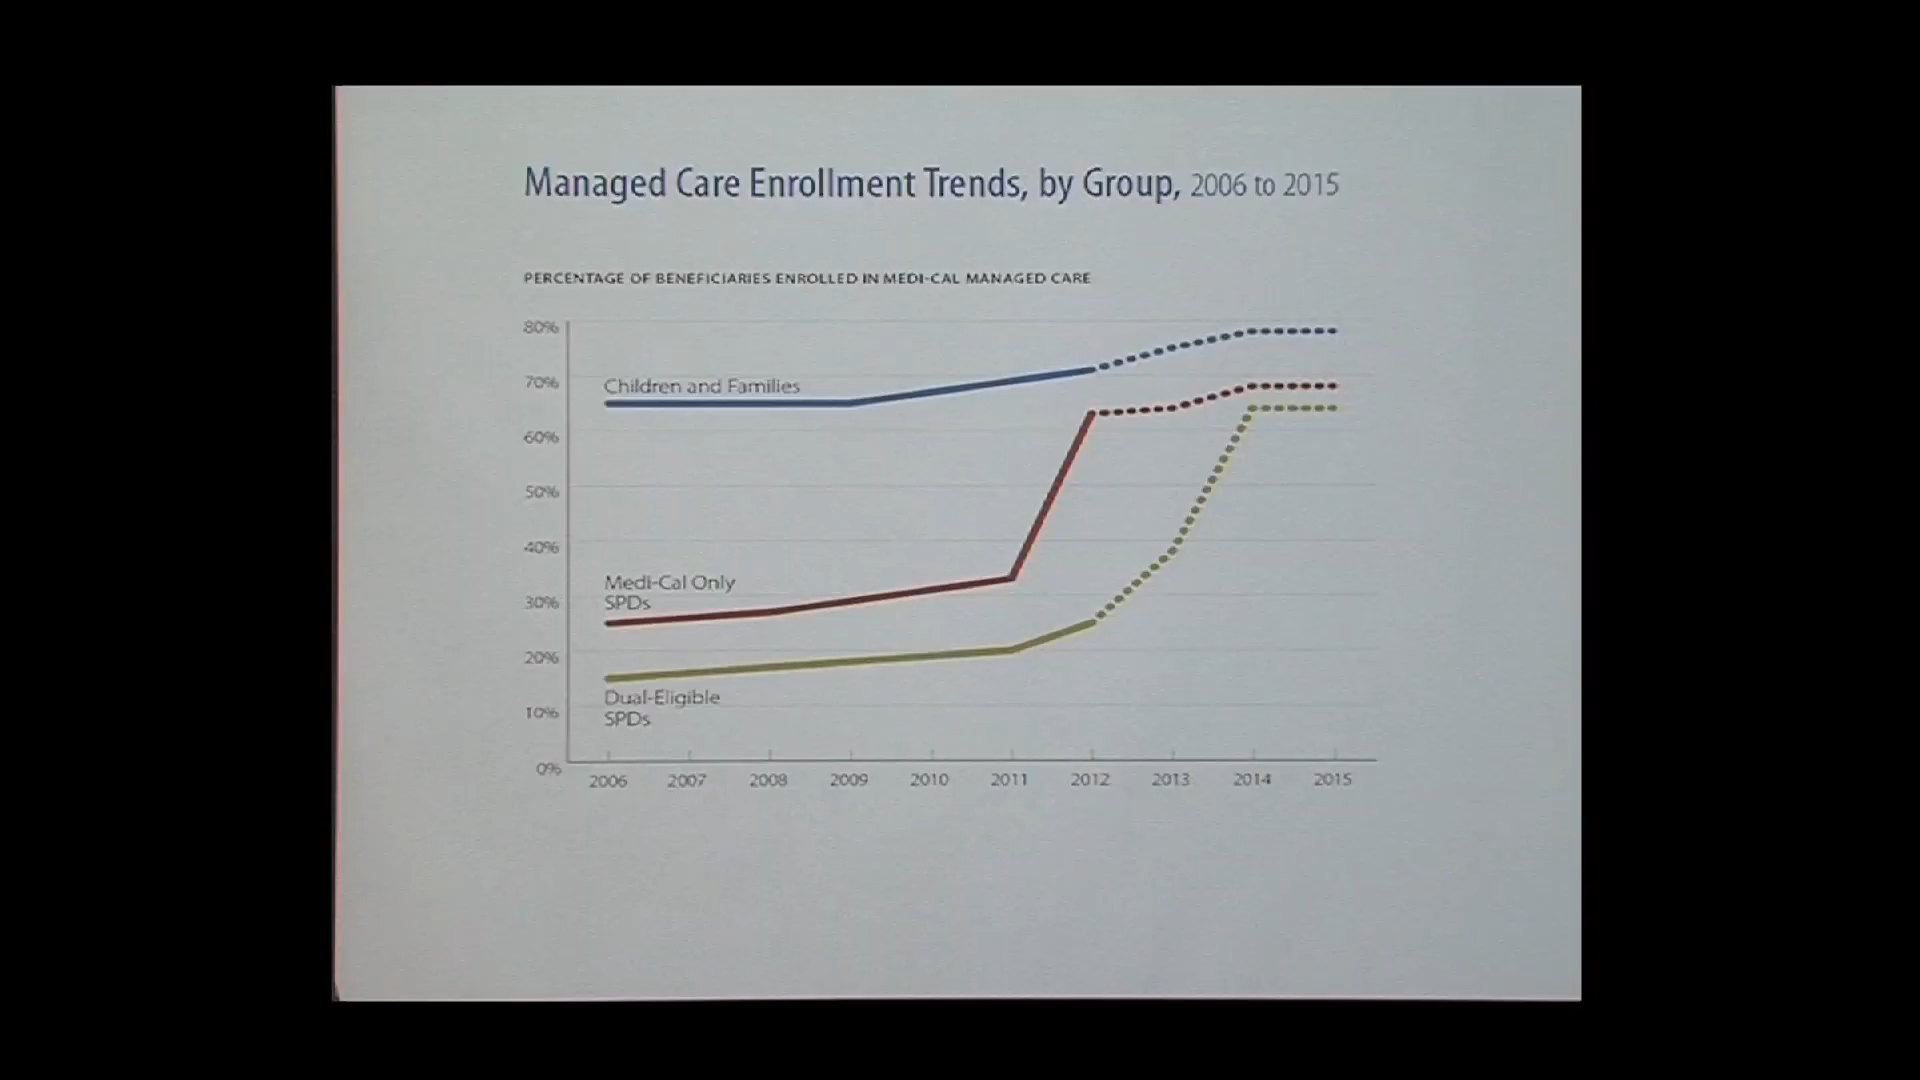 Managed Care Enrollment Trends, by Group, 2006 to 2015
PERCENTAGE OF BENEFICIARIES ENROLLED IN MEDI-CAL MANAGED CARE
80%
70%
60%
50%
40%
30%
20%
10%
0%
Children and Families
Medi-Cal Only
SPDs
Dual-Eligible
SPDs
2006 2007 2008 2009 2010 2011 2012 2013 2014 2015